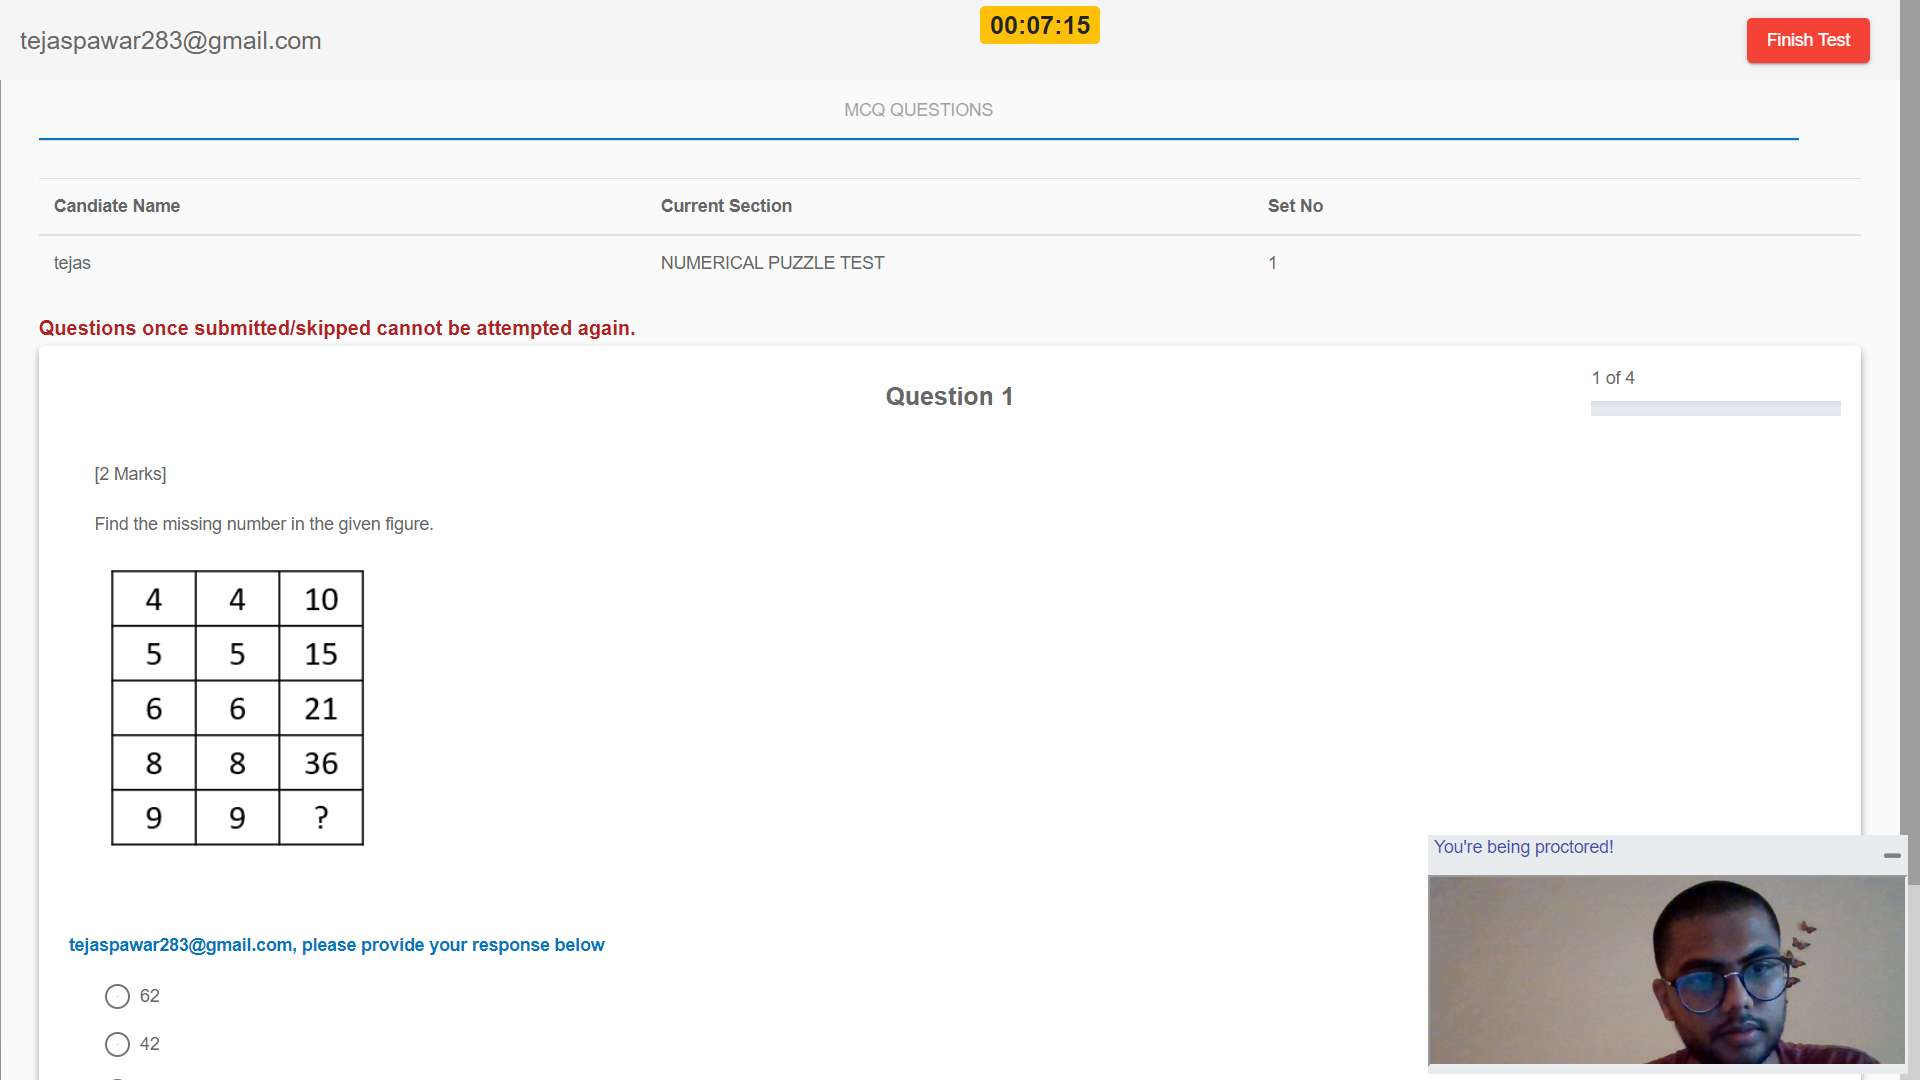 tejaspawar283@gmail.com
00:07:15
Finish Test
MCQ QUESTIONS
Candiate Name Current Section Set No
tejas NUMERICAL PUZZLE TEST 1
Questions once submitted/skipped cannot be attempted again.
1 of 4
Question 1
[2 Marks]
Find the missing number in the given figure.
4 4 10
5 5 15
6 6 21
8 8 36
9 9 ?
You're being proctored!
tejaspawar283@gmail.com, please provide your response below
62
42